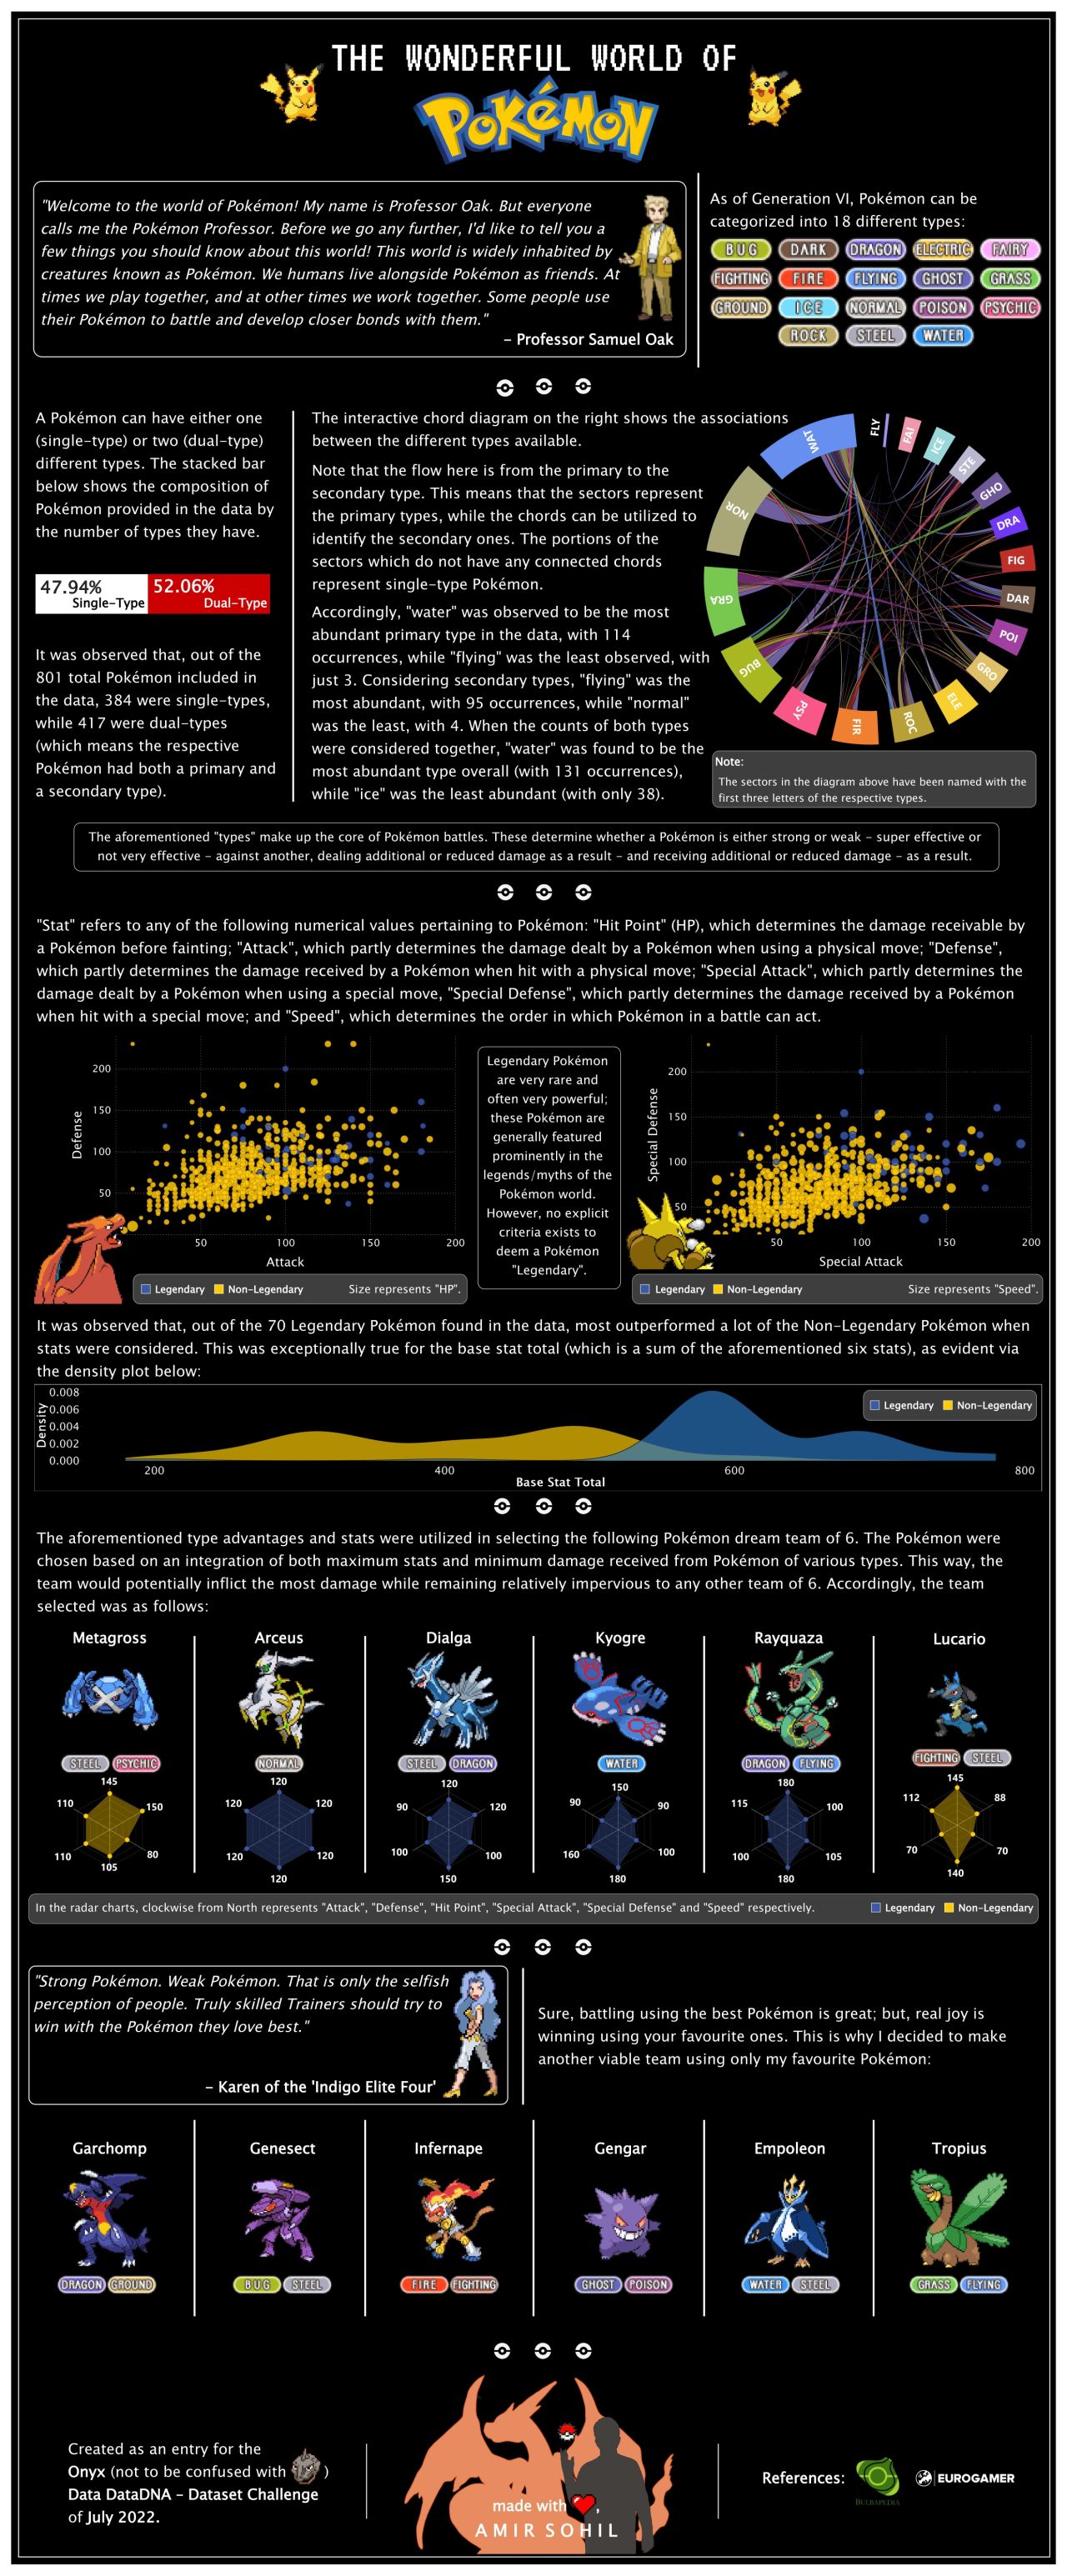 THE WONDERFUL WORLD OF
POKéMON
"Welcome to the world of Pokémon! My name is Professor Oak. But everyone
calls me the Pokémon Professor. Before we go any further, I'd like to tell you a
few things you should know about this world! This world is widely inhabited by
creatures known as Pokémon. We humans live alongside Pokémon as friends. At
times we play together, and at other times we work together. Some people use
their Pokémon to battle and develop closer bonds with them."
– Professor Samuel Oak
As of Generation VI, Pokémon can be
categorized into 18 different types:
BUG DARK DRAGON ELECTRIC FAIRY
FIGHTING FIRE FLYING GHOST GRASS
GROUND ICE NORMAL POISON PSYCHIC
ROCK STEEL WATER
A Pokémon can have either one
(single-type) or two (dual-type)
different types. The stacked bar
below shows the composition of
Pokémon provided in the data by
the number of types they have.
47.94%
Single-Type
52.06%
Dual-Type
It was observed that, out of the
801 total Pokémon included in
the data, 384 were single-types,
while 417 were dual-types
(which means the respective
Pokémon had both a primary and
a secondary type).
The interactive chord diagram on the right shows the associations
between the different types available.
Note that the flow here is from the primary to the
secondary type. This means that the sectors represent
the primary types, while the chords can be utilized to
identify the secondary ones. The portions of the
sectors which do not have any connected chords
represent single-type Pokémon.
Accordingly, "water" was observed to be the most
abundant primary type in the data, with 114
occurrences, while "flying" was the least observed, with
just 3. Considering secondary types, "flying" was the
most abundant, with 95 occurrences, while "normal"
was the least, with 4. When the counts of both types
were considered together, "water" was found to be the
most abundant type overall (with 131 occurrences),
while "ice" was the least abundant (with only 38).
FLY
FAI
ICE
STE
GHO
DRA
FIG
DAR
POI
GRO
ELE
ROC
FIR
PSY
BUG
GRA
NOR
WAT
Note:
The sectors in the diagram above have been named with the
first three letters of the respective types.
The aforementioned "types" make up the core of Pokémon battles. These determine whether a Pokémon is either strong or weak – super effective or
not very effective – against another, dealing additional or reduced damage as a result – and receiving additional or reduced damage – as a result.
"Stat" refers to any of the following numerical values pertaining to Pokémon: "Hit Point" (HP), which determines the damage receivable by
a Pokémon before fainting; "Attack", which partly determines the damage dealt by a Pokémon when using a physical move; "Defense",
which partly determines the damage received by a Pokémon when hit with a physical move; "Special Attack", which partly determines the
damage dealt by a Pokémon when using a special move, "Special Defense", which partly determines the damage received by a Pokémon
when hit with a special move; and "Speed", which determines the order in which Pokémon in a battle can act.
Defense
200
150
100
50
50 100 150 200
Attack
Legendary Non-Legendary Size represents "HP".
Legendary Pokémon
are very rare and
often very powerful;
these Pokémon are
generally featured
prominently in the
legends/myths of the
Pokémon world.
However, no explicit
criteria exists to
deem a Pokémon
"Legendary".
Special Defense
200
150
100
50
50 100 150 200
Special Attack
Legendary Non-Legendary Size represents "Speed".
It was observed that, out of the 70 Legendary Pokémon found in the data, most outperformed a lot of the Non-Legendary Pokémon when
stats were considered. This was exceptionally true for the base stat total (which is a sum of the aforementioned six stats), as evident via
the density plot below:
Density
0.008
0.006
0.004
0.002
0.000
200 400 600 800
Base Stat Total
Legendary Non-Legendary
The aforementioned type advantages and stats were utilized in selecting the following Pokémon dream team of 6. The Pokémon were
chosen based on an integration of both maximum stats and minimum damage received from Pokémon of various types. This way, the
team would potentially inflict the most damage while remaining relatively impervious to any other team of 6. Accordingly, the team
selected was as follows:
Metagross
STEEL PSYCHIC
145
110 150
110 80
105
Arceus
NORMAL
120
120 120
120 120
120
Dialga
STEEL DRAGON
120
90 120
100 100
150
Kyogre
WATER
150
90 90
160 100
180
Rayquaza
DRAGON FLYING
180
115 100
100 105
180
Lucario
FIGHTING STEEL
145
112 88
70 70
140
In the radar charts, clockwise from North represents "Attack", "Defense", "Hit Point", "Special Attack", "Special Defense" and "Speed" respectively.
Legendary Non-Legendary
"Strong Pokémon. Weak Pokémon. That is only the selfish
perception of people. Truly skilled Trainers should try to
win with the Pokémon they love best."
– Karen of the 'Indigo Elite Four'
Sure, battling using the best Pokémon is great; but, real joy is
winning using your favourite ones. This is why I decided to make
another viable team using only my favourite Pokémon:
Garchomp
DRAGON GROUND
Genesect
BUG STEEL
Infernape
FIRE FIGHTING
Gengar
GHOST POISON
Empoleon
WATER STEEL
Tropius
GRASS FLYING
Created as an entry for the
Onyx (not to be confused with )
Data DataDNA – Dataset Challenge
of July 2022.
made with ,
AMIR SOHIL
References:
BULBAPEDIA
EUROGAMER